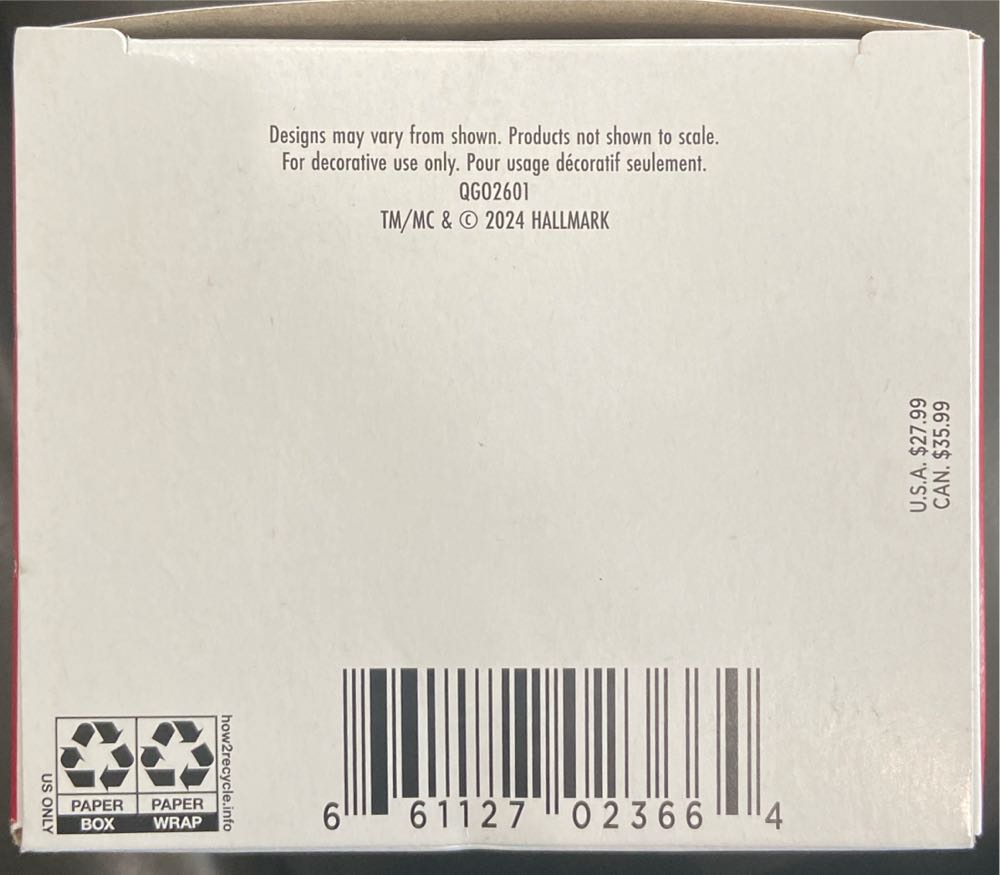 Designs may vary from shown. Products not shown to scale.
For decorative use only. Pour usage décoratif seulement.
QGO2601
TM/MC & © 2024 HALLMARK
U.S.A. $27.99
CAN. $35.99
US ONLY
PAPER
BOX
PAPER
WRAP
how2recycle.info
6 61127 02366 4